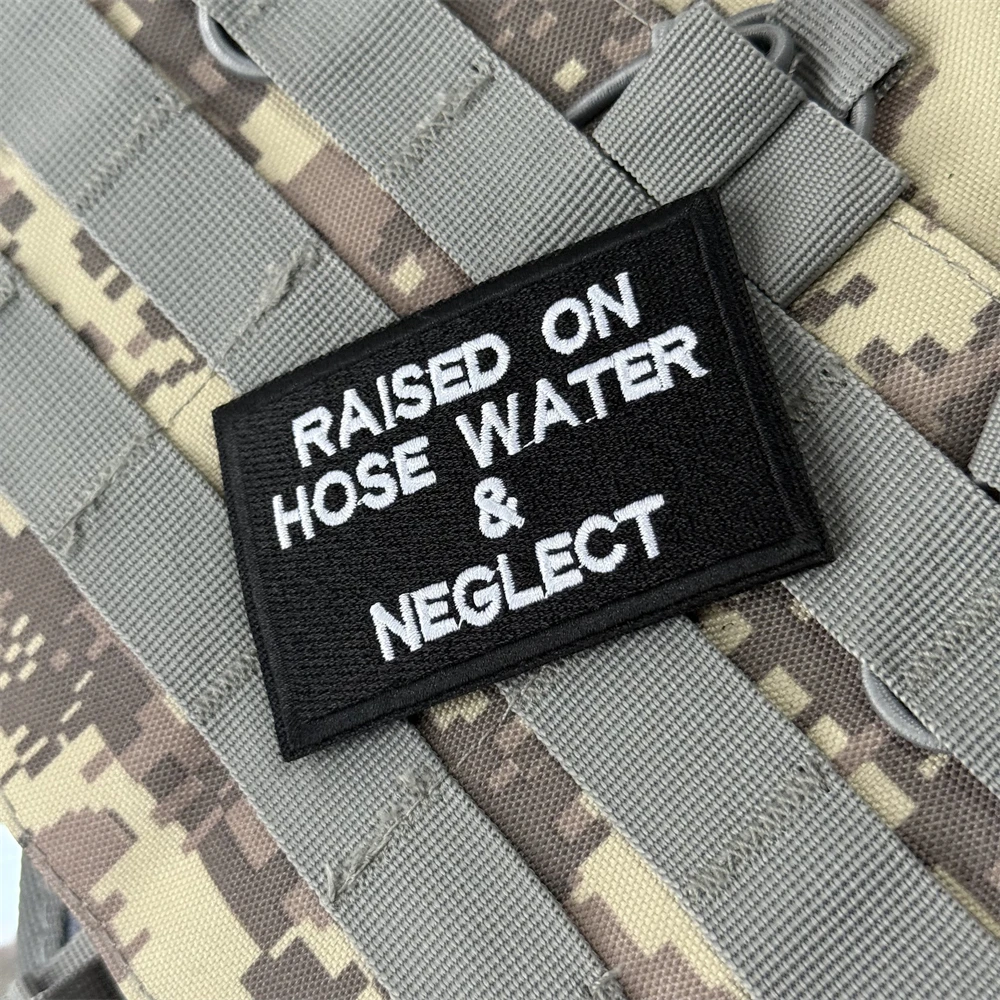 RAISED ON
HOSE WATER
&
NEGLECT